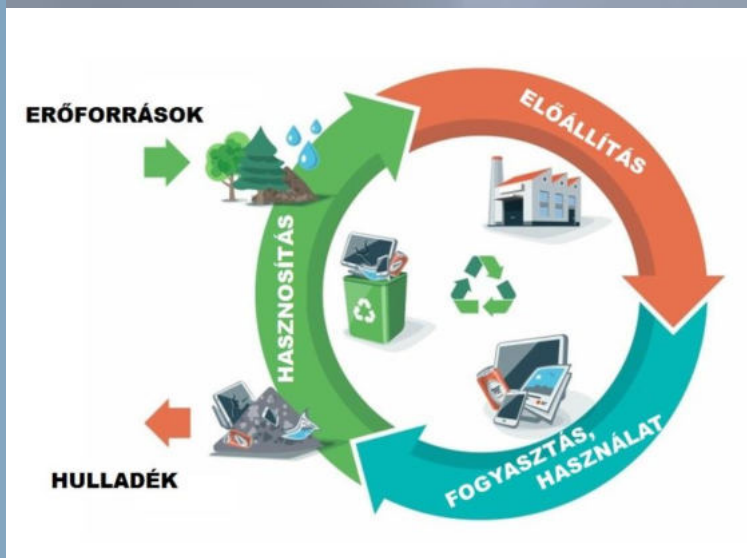 ERŐFORRÁSOK
ELŐÁLLÍTÁS
HASZNOSÍTÁS
FOGYASZTÁS,
HASZNÁLAT
HULLADÉK